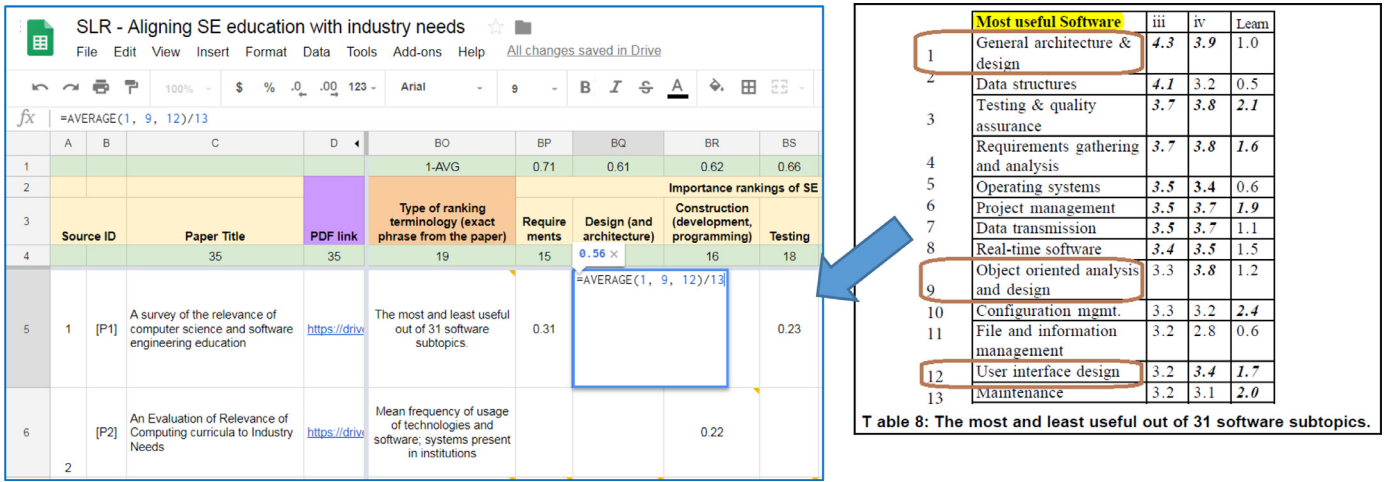 SLR - Aligning SE education with industry needs
File Edit View Insert Format Data Tools Add-ons Help All changes saved in Drive
100% $ % .0 .00 123 Arial 9 B I S A
fx =AVERAGE(1, 9, 12)/13
A B C D BO BP BQ BR BS
1 1-AVG 0.71 0.61 0.62 0.66
2 Importance rankings of SE
3 Source ID Paper Title PDF link Type of ranking terminology (exact phrase from the paper) Require ments Design (and architecture) Construction (development, programming) Testing
4 35 35 19 15 0.56 × 16 18
=AVERAGE(1, 9, 12)/13
5 1 [P1] A survey of the relevance of computer science and software engineering education https://driv The most and least useful out of 31 software subtopics. 0.31 0.23
6 2 [P2] An Evaluation of Relevance of Computing curricula to Industry Needs https://driv Mean frequency of usage of technologies and software; systems present in institutions 0.22
Most useful Software iii iv Learn
1 General architecture & design 4.3 3.9 1.0
2 Data structures 4.1 3.2 0.5
3 Testing & quality assurance 3.7 3.8 2.1
4 Requirements gathering and analysis 3.7 3.8 1.6
5 Operating systems 3.5 3.4 0.6
6 Project management 3.5 3.7 1.9
7 Data transmission 3.5 3.7 1.1
8 Real-time software 3.4 3.5 1.5
9 Object oriented analysis and design 3.3 3.8 1.2
10 Configuration mgmt. 3.3 3.2 2.4
11 File and information management 3.2 2.8 0.6
12 User interface design 3.2 3.4 1.7
13 Maintenance 3.2 3.1 2.0
T able 8: The most and least useful out of 31 software subtopics.